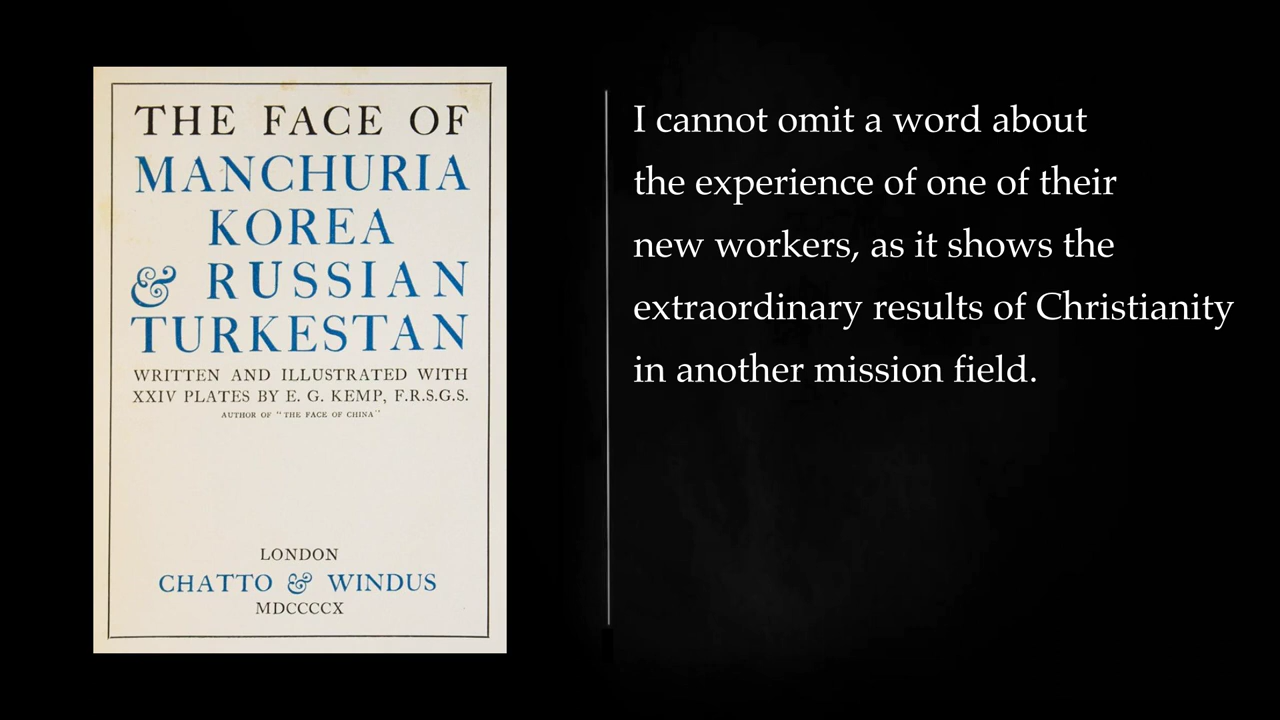 THE FACE OF
MANCHURIA
KOREA
& RUSSIAN
TURKESTAN
WRITTEN AND ILLUSTRATED WITH
XXIV PLATES BY E. G. KEMP, F.R.S.G.S.
AUTHOR OF "THE FACE OF CHINA"
LONDON
CHATTO & WINDUS
MDCCCCX
I cannot omit a word about
the experience of one of their
new workers, as it shows the
extraordinary results of Christianity
in another mission field.